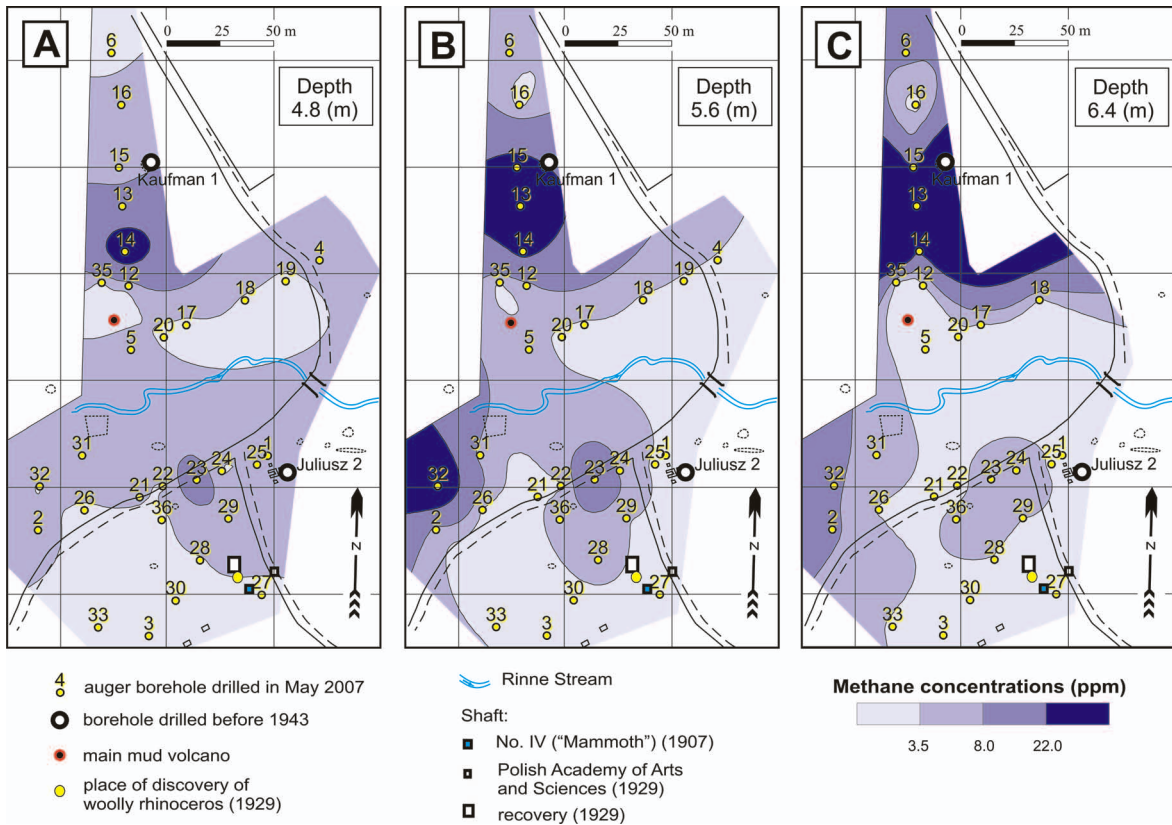 A
0 50 m
Depth
4.8 (m)
6
16
15
Kaufman 1
13
14
4
35 12
19
18
17
20
5
31
1
25
24
Juliusz 2
32
22 23
21
26
29
2
36
28
N
27
30
33
3
B
0 50 m
Depth
5.6 (m)
6
16
15
Kaufman 1
13
14
4
35 12
19
18
17
20
5
31
1
25
24
Juliusz 2
32
22 23
21
26
29
2
36
28
N
27
30
33
3
C
0 50 m
Depth
6.4 (m)
6
16
15
Kaufman 1
13
14
35 12
18
17
20
5
31
1
25
24
Juliusz 2
32
22 23
21
26
29
2
36
28
N
27
30
33
3
4 auger borehole drilled in May 2007
borehole drilled before 1943
main mud volcano
place of discovery of
woolly rhinoceros (1929)
Rinne Stream
Shaft:
No. IV ("Mammoth") (1907)
Polish Academy of Arts
and Sciences (1929)
recovery (1929)
Methane concentrations (ppm)
3.5 8.0 22.0